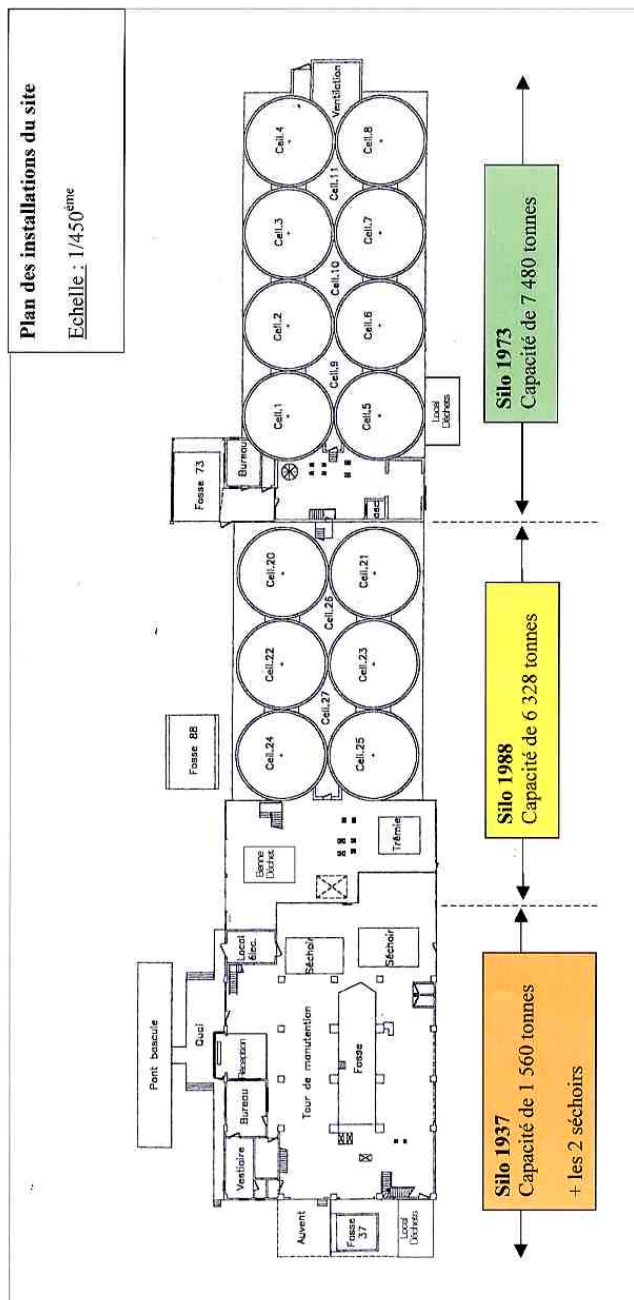 Plan des installations du site
Echelle : 1/450ème
Pont bascule
Quai
Fosse 88
Fosse 73
Bureau
Vestiaire
Bureau
Réception
Local élec.
Benne Déchet
Cell.24
Cell.22
Cell.20
Cell.1
Cell.2
Cell.3
Cell.4
Ventilation
Auvent
Tour de manutention
Séchoir
Cell.27
Cell.26
Cell.9
Cell.10
Cell.11
Fosse 37
Fosse
Séchoir
Trémie
Cell.25
Cell.23
Cell.21
asc
Cell.5
Cell.6
Cell.7
Cell.8
Local Déchets
Local Déchets
Silo 1937
Capacité de 1 560 tonnes
+ les 2 séchoirs
Silo 1988
Capacité de 6 328 tonnes
Silo 1973
Capacité de 7 480 tonnes